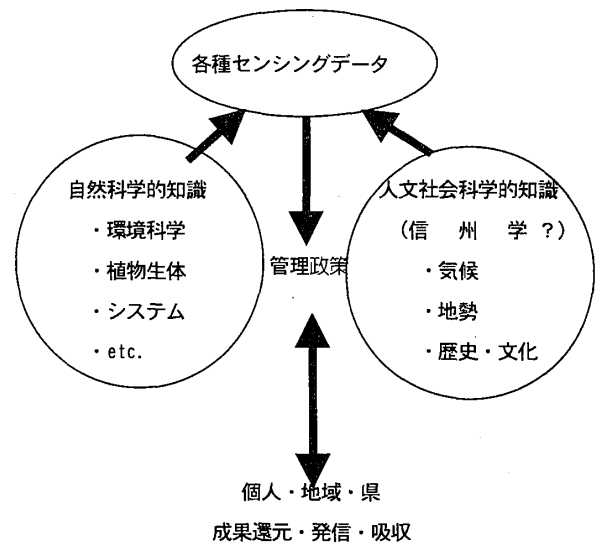 各種センシングデータ
自然科学的知識
・環境科学
・植物生体
・システム
・etc.
人文社会科学的知識
(信 州 学 ?)
・気候
・地勢
・歴史・文化
管理政策
個人・地域・県
成果還元・発信・吸収